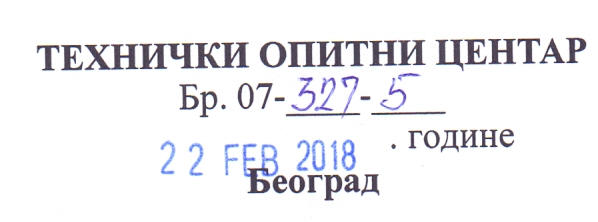 ТЕХНИЧКИ ОПИТНИ ЦЕНТАР
Бр. 07-327-5
22 FEB 2018 . године
Београд